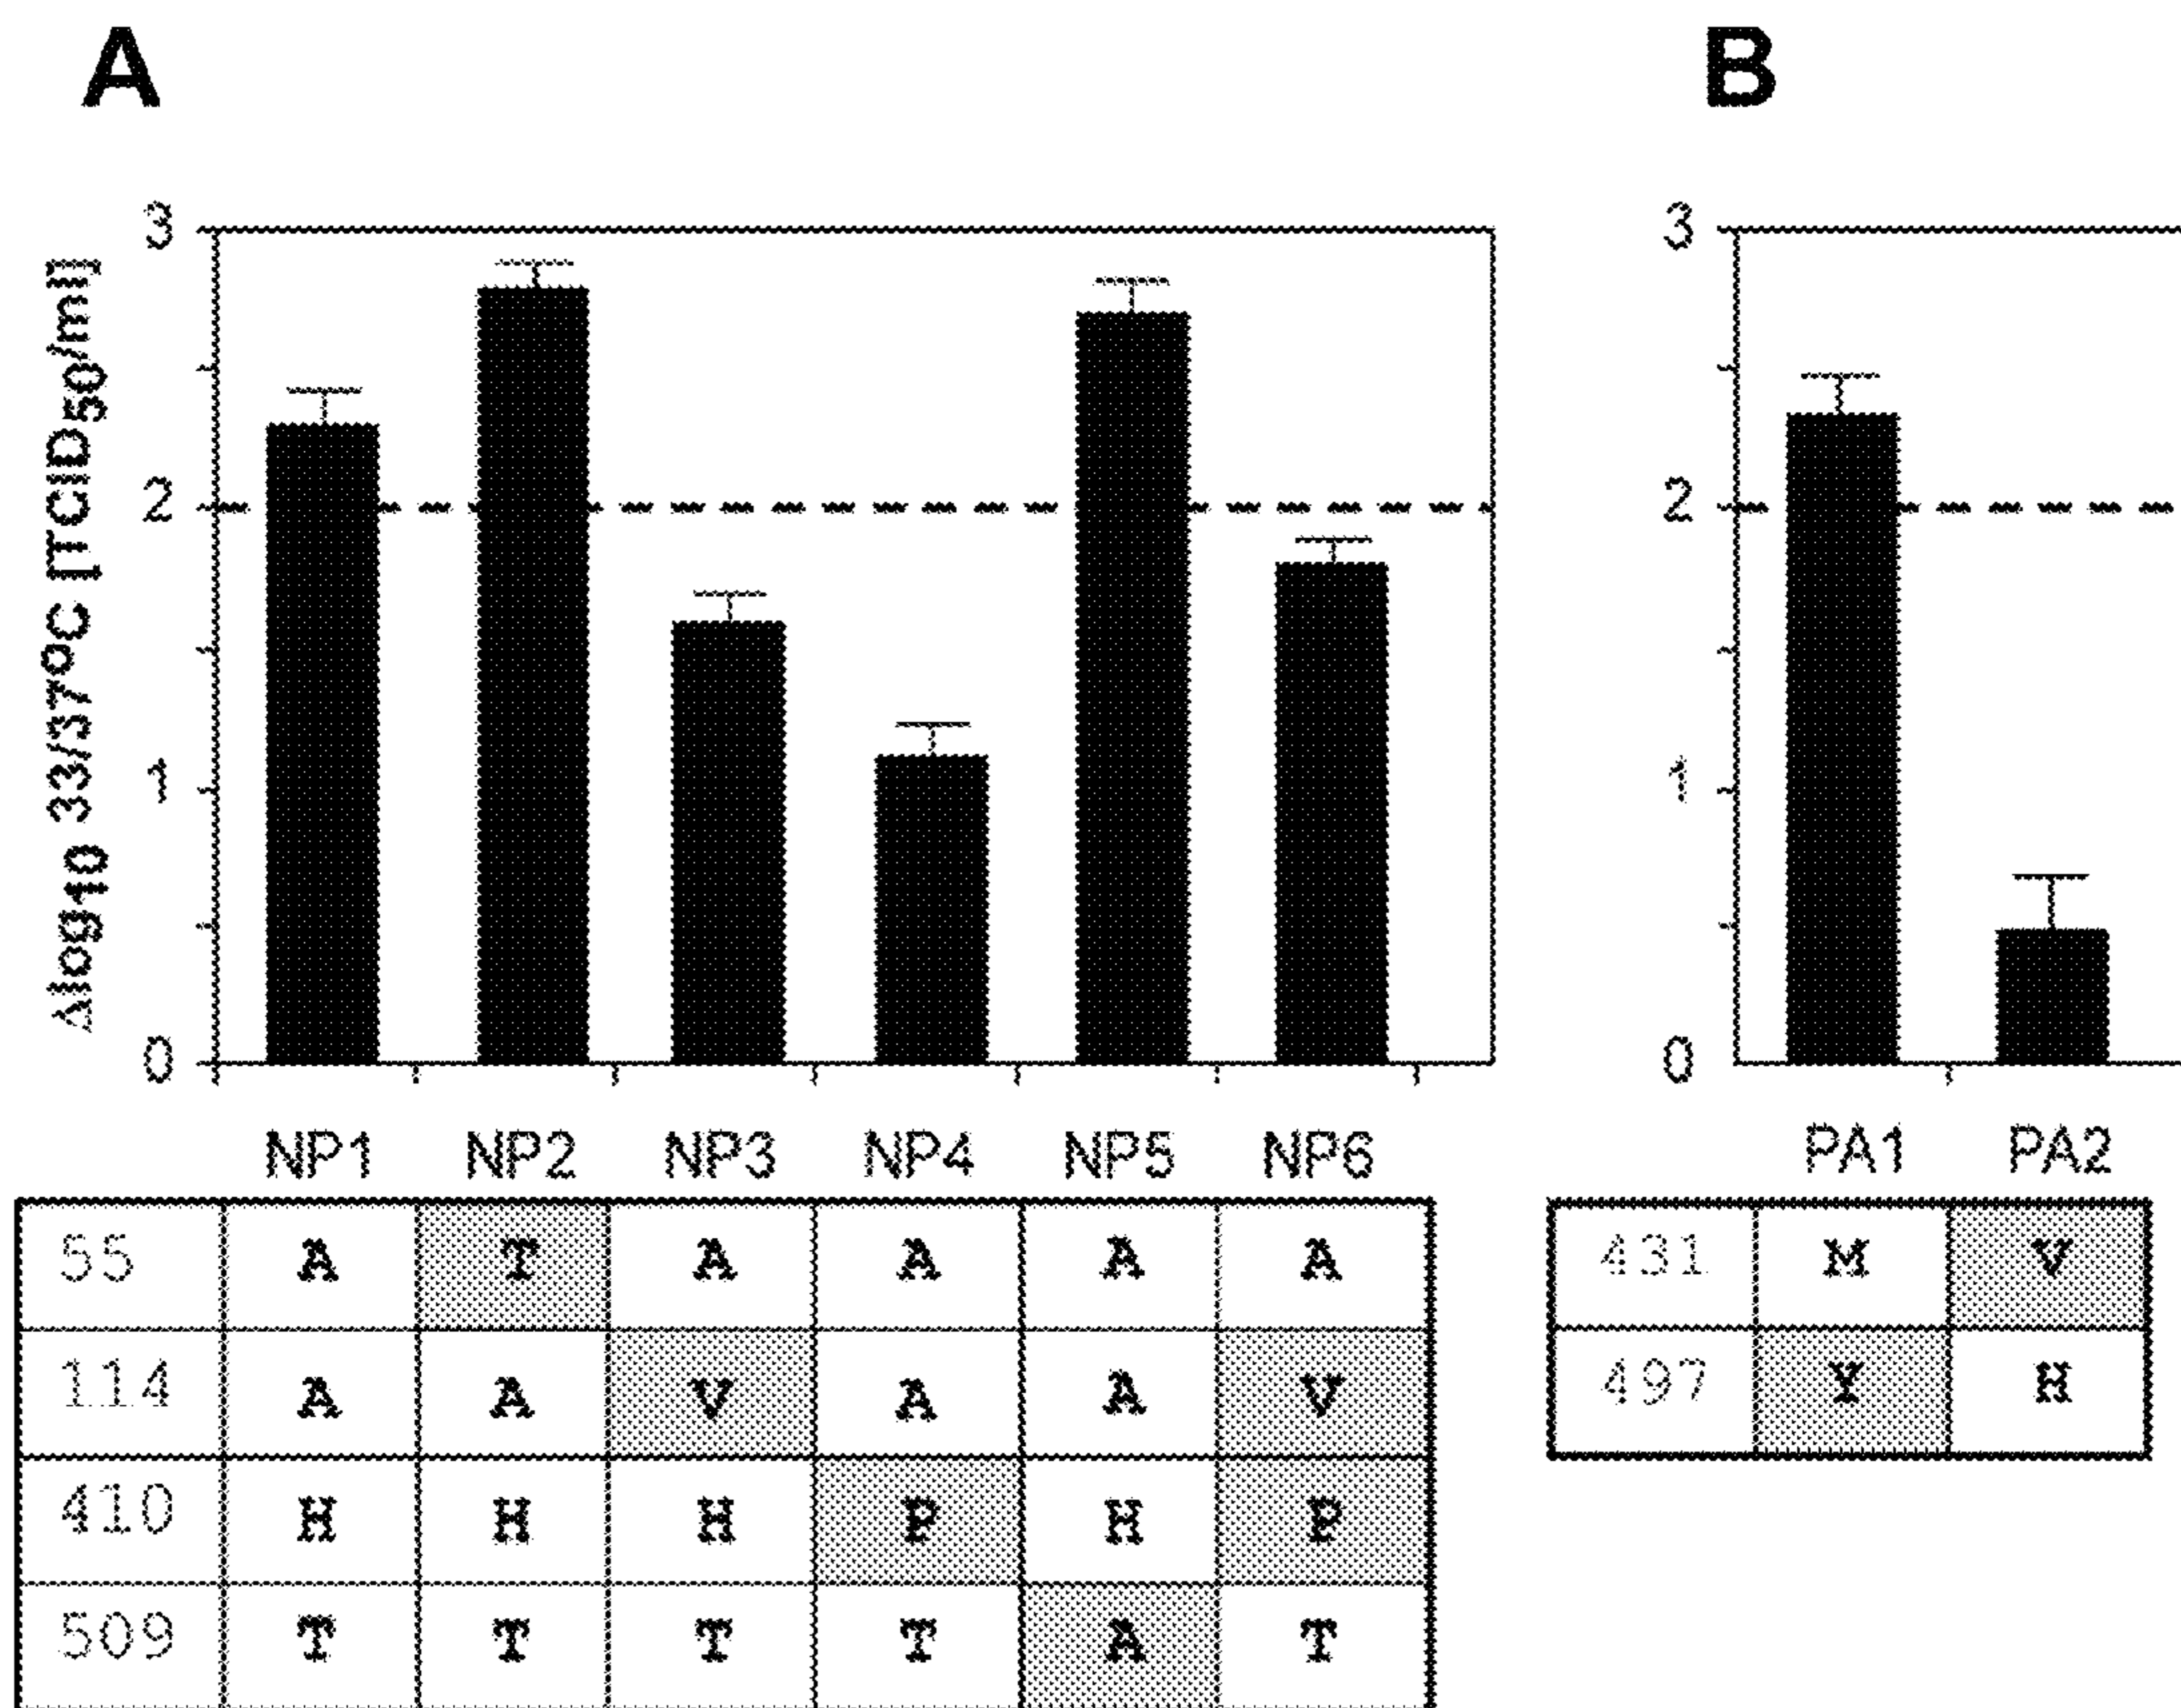 A
B
Δlog10 33/37ºC [TCID50/ml]
3
2
1
0
3
2
1
0
NP1 NP2 NP3 NP4 NP5 NP6
55 A T A A A A
114 A A V A A V
410 H H H P H P
509 T T T T A T
PA1 PA2
431 M V
497 Y H